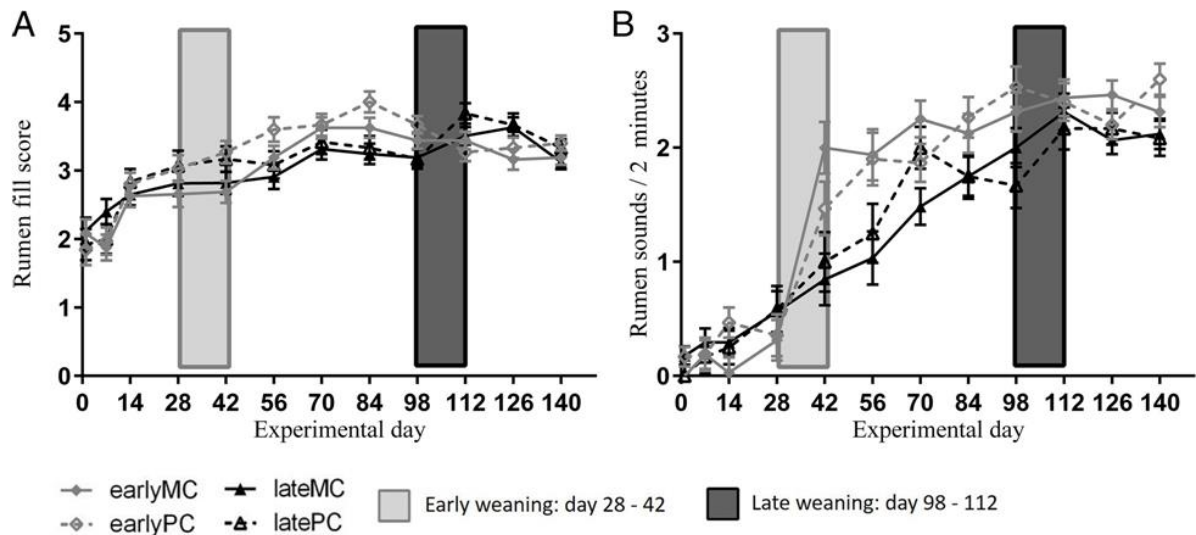 A
B
5
4
3
2
1
0
Rumen fill score
0 14 28 42 56 70 84 98 112 126 140
Experimental day
3
2
1
0
Rumen sounds / 2 minutes
0 14 28 42 56 70 84 98 112 126 140
Experimental day
earlyMC
lateMC
Early weaning: day 28 - 42
Late weaning: day 98 - 112
earlyPC
latePC